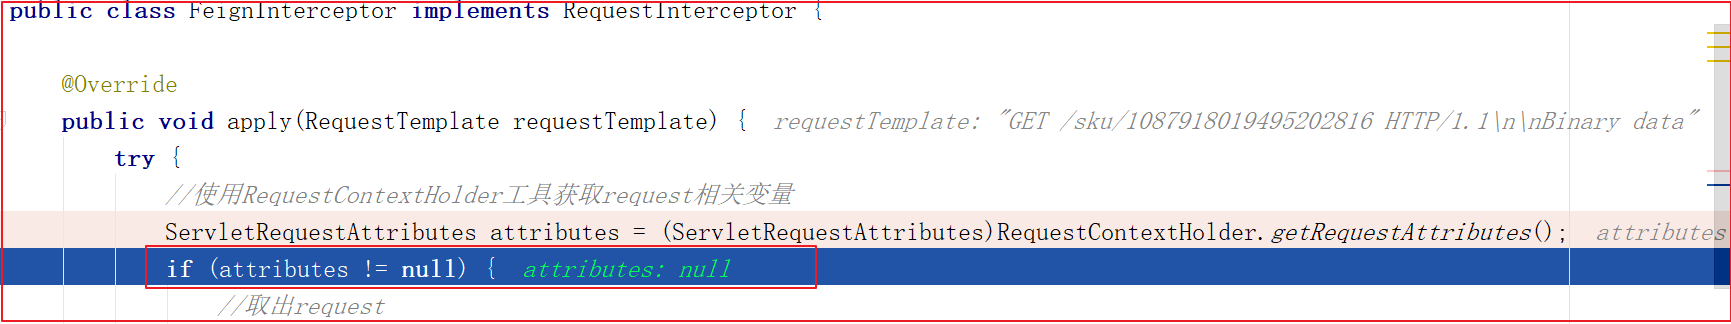 public class FeignInterceptor implements RequestInterceptor {
@Override
public void apply(RequestTemplate requestTemplate) { requestTemplate: "GET /sku/1087918019495202816 HTTP/1.1\n\nBinary data"
try {
//使用RequestContextHolder工具获取request相关变量
ServletRequestAttributes attributes = (ServletRequestAttributes)RequestContextHolder.getRequestAttributes(); attributes
if (attributes != null) { attributes: null
//取出request